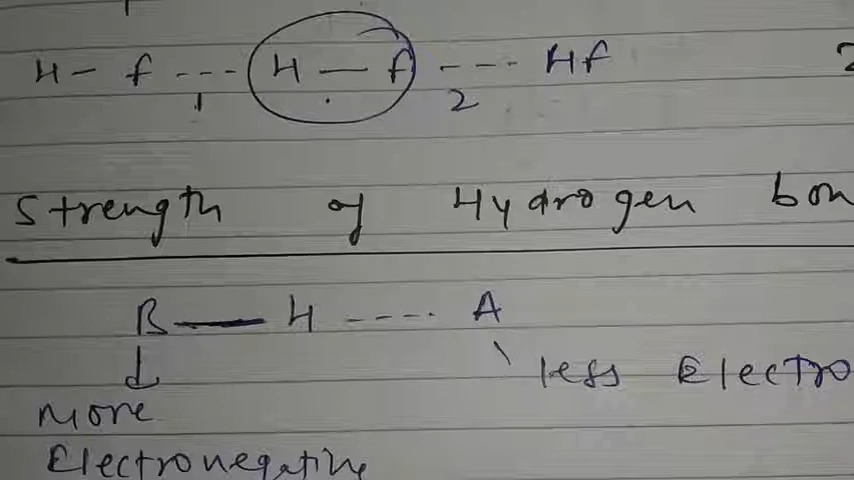 H - f --- H — f --- Hf
1 . 2
Strength of Hydrogen bon
B — H ---- A
less Electro
More
Electronegative